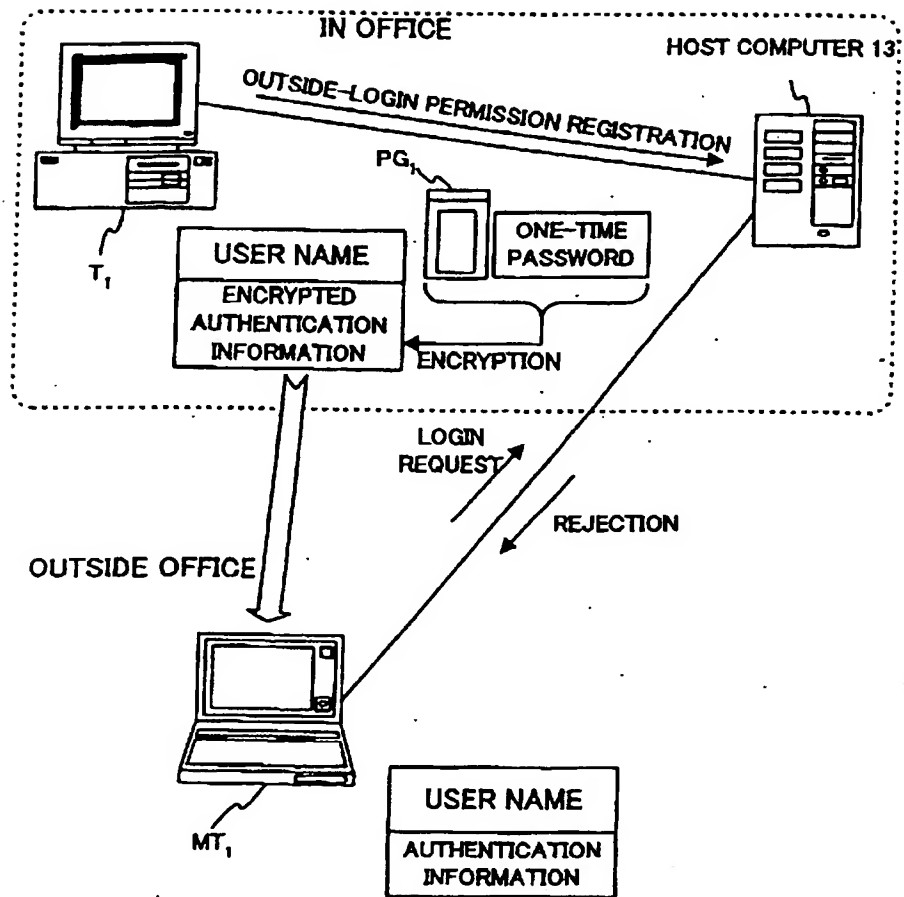 IN OFFICE
HOST COMPUTER 13
OUTSIDE-LOGIN PERMISSION REGISTRATION
PG1
ONE-TIME
PASSWORD
T1
USER NAME
ENCRYPTED
AUTHENTICATION
INFORMATION
ENCRYPTION
LOGIN
REQUEST
REJECTION
OUTSIDE OFFICE
MT1
USER NAME
AUTHENTICATION
INFORMATION